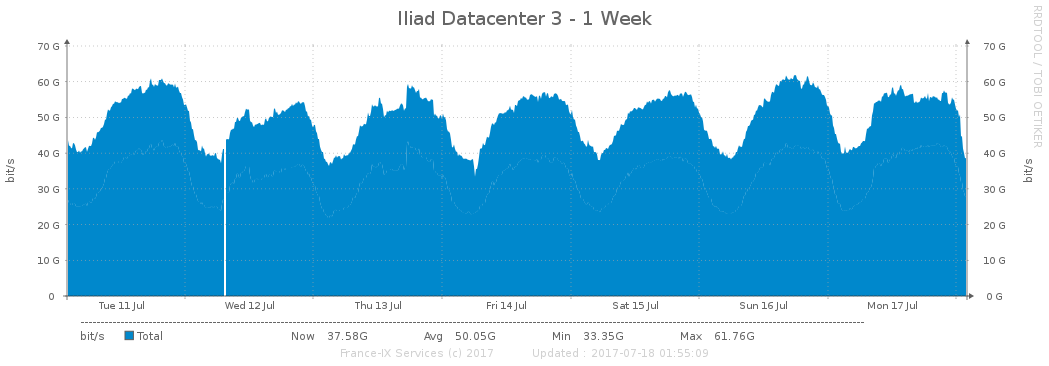 Iliad Datacenter 3 - 1 Week
RRDTOOL / TOBI OETIKER
bit/s
70 G
60 G
50 G
40 G
30 G
20 G
10 G
0
70 G
60 G
50 G
40 G
30 G
20 G
10 G
0 G
bit/s
Tue 11 Jul Wed 12 Jul Thu 13 Jul Fri 14 Jul Sat 15 Jul Sun 16 Jul Mon 17 Jul
bit/s Total Now 37.58G Avg 50.05G Min 33.35G Max 61.76G
France-IX Services (c) 2017 Updated : 2017-07-18 01:55:09